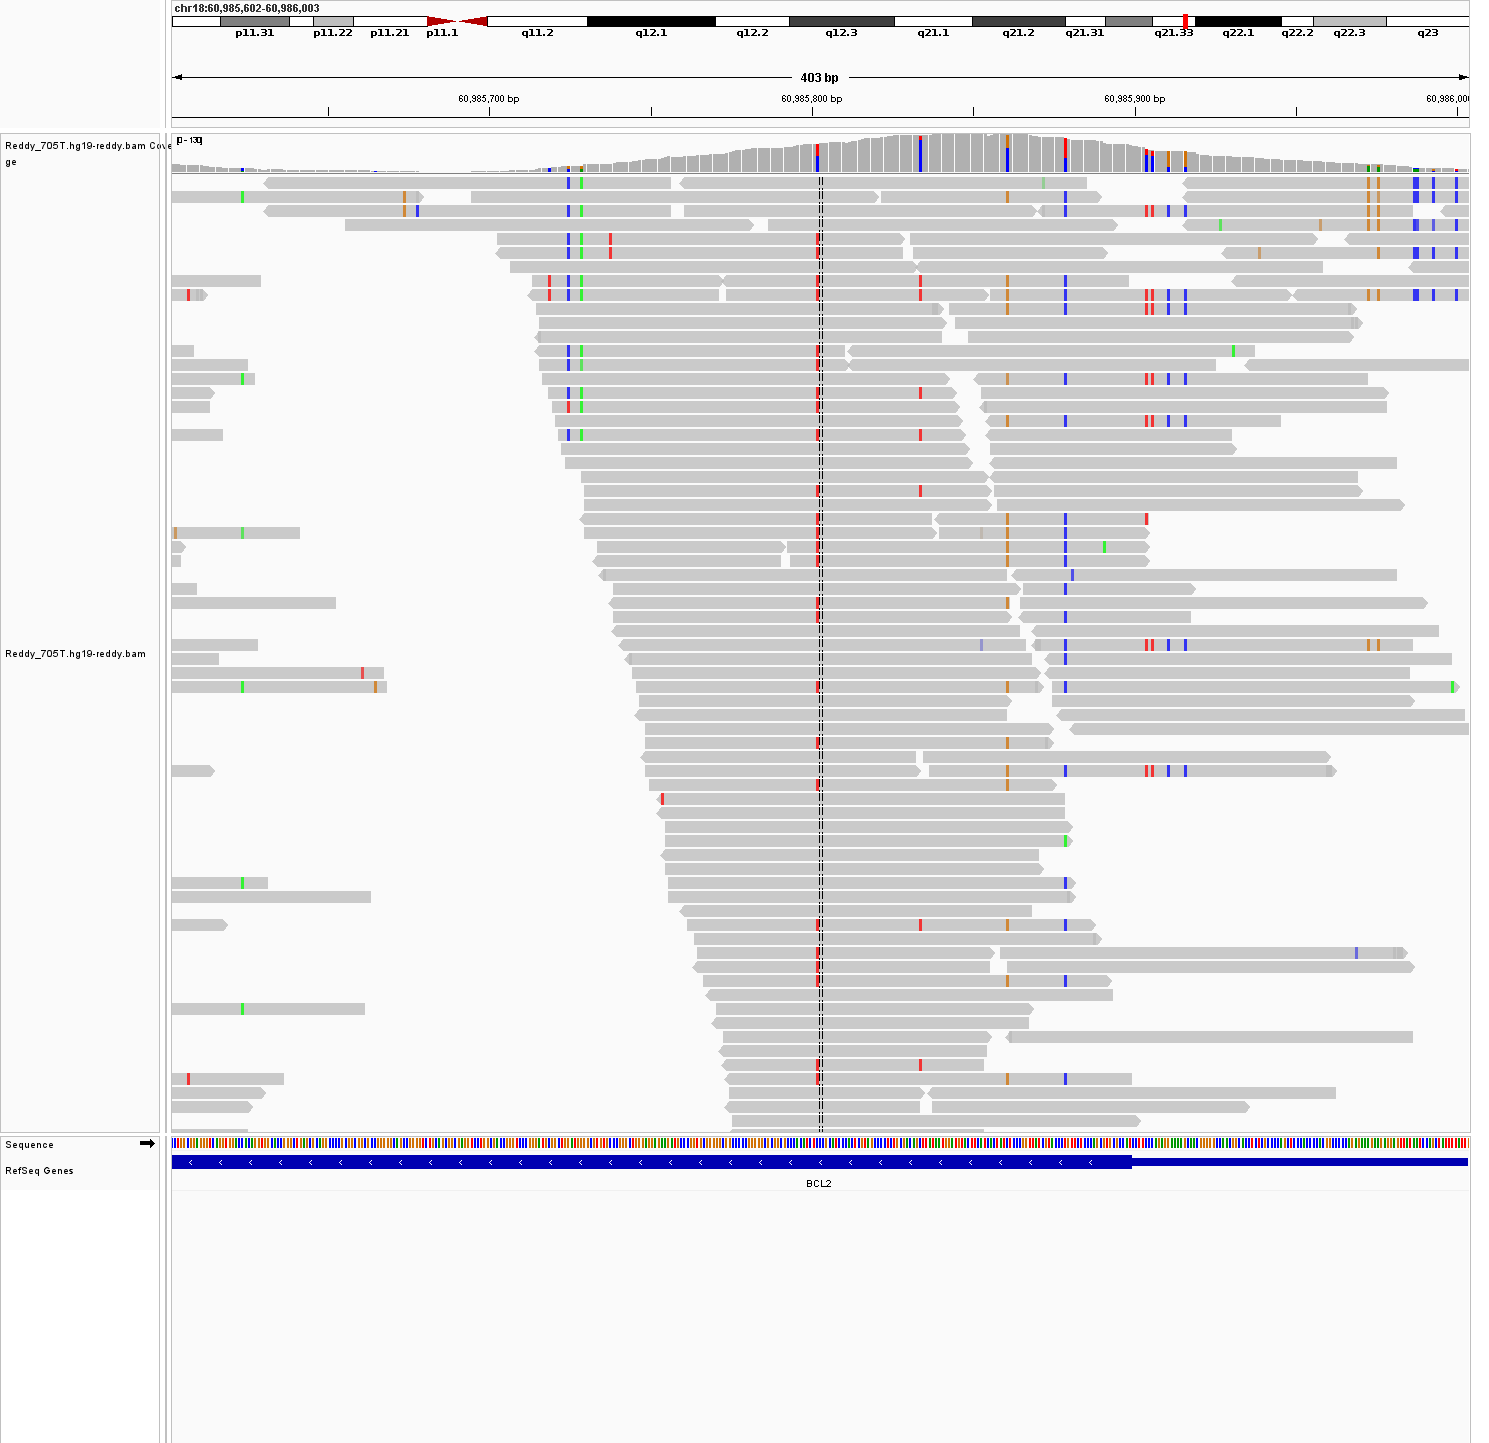 chr18:60,985,602-60,986,003
p11.31 p11.22 p11.21 p11.1 q11.2 q12.1 q12.2 q12.3 q21.1 q21.2 q21.31 q21.33 q22.1 q22.2 q22.3 q23
403 bp
60,985,700 bp 60,985,800 bp 60,985,900 bp 60,986,000
Reddy_705T.hg19-reddy.bam Cove
ge
[0 - 130]
Reddy_705T.hg19-reddy.bam
Sequence
RefSeq Genes
BCL2